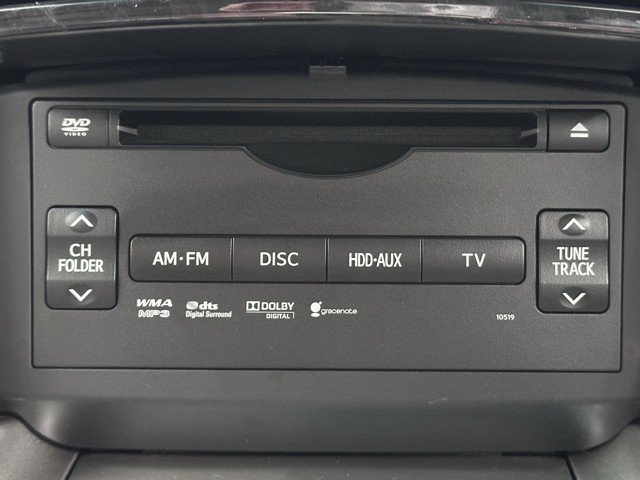 DVD
VIDEO
CH
FOLDER
AM•FM
DISC
HDD•AUX
TV
TUNE
TRACK
WMA
MP3
dts
Digital Surround
DOLBY
DIGITAL
gracenote
10519